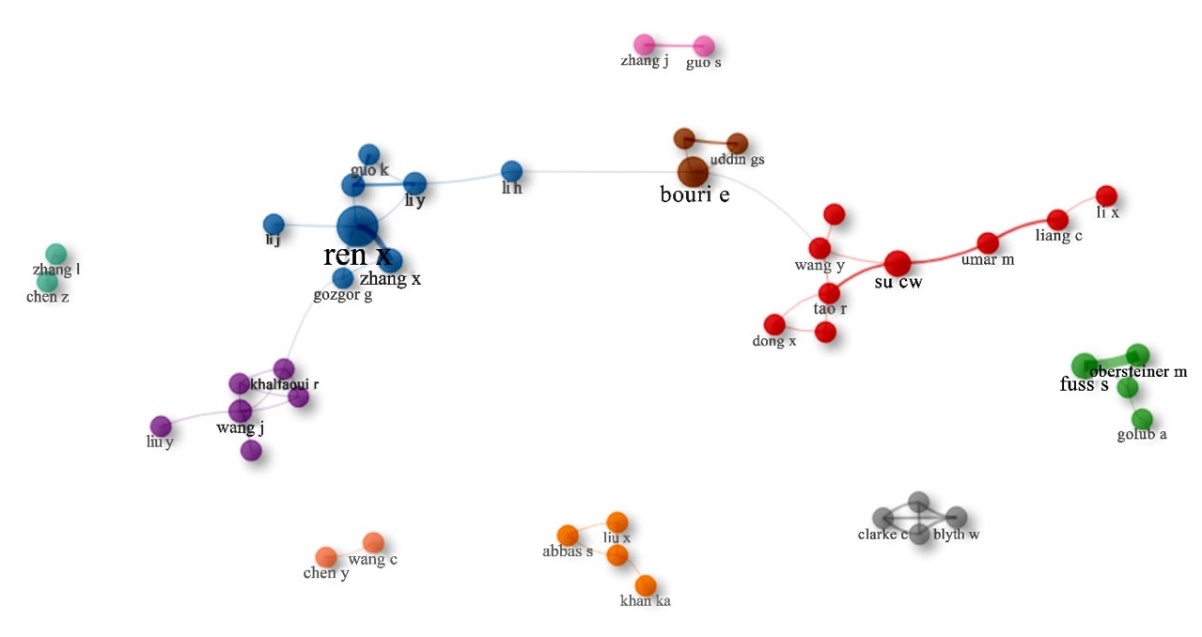 zhang j
guo s
uddin gs
guo k
li h
li y
bouri e
li x
liang c
li j
ren x
wang y
umar m
zhang l
zhang x
su cw
chen z
gozgor g
tao r
dong x
obersteiner m
fuss s
khalfaoui r
wang j
golub a
liu y
clarke c
blyth w
liu x
abbas s
wang c
chen y
khan ka